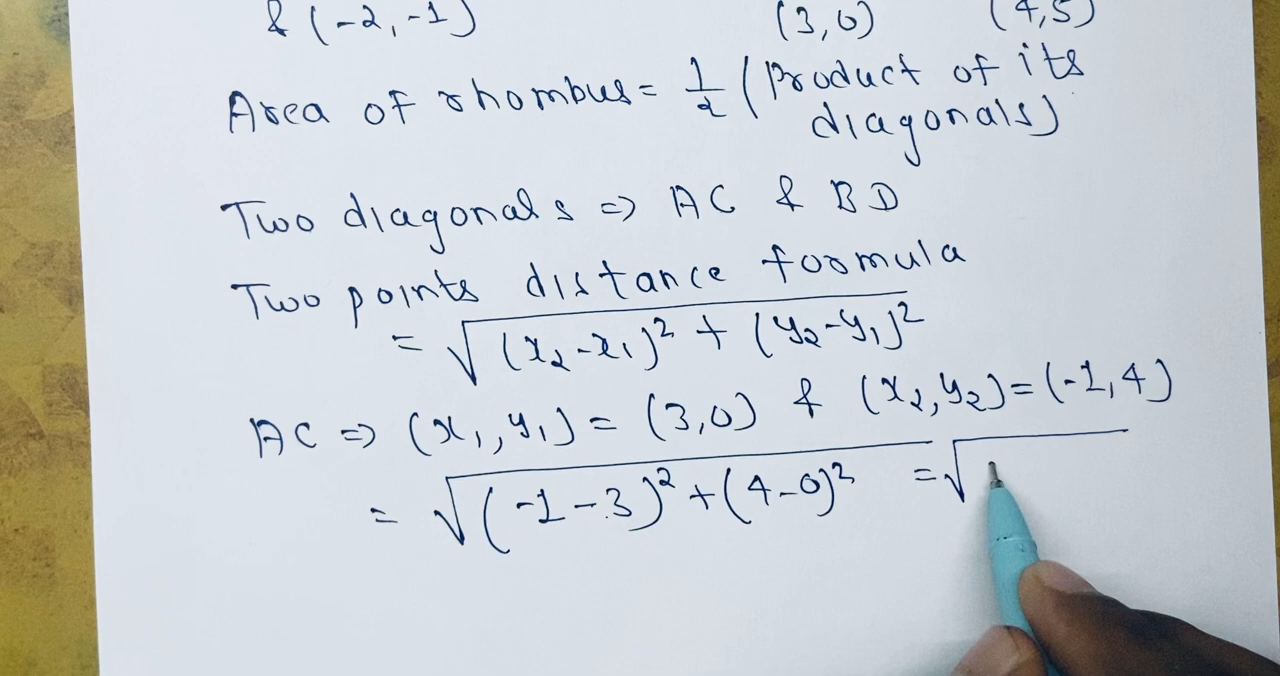 & (-2,-1) (3,0) (4,5)
Area of rhombus = 1/2 (Product of its
diagonals)
Two diagonals ⇒ AC & BD
Two points distance formula
= √(x₂-x₁)² + (y₂-y₁)²
AC ⇒ (x₁,y₁) = (3,0) & (x₂,y₂) = (-1,4)
= √(-1-3)² + (4-0)² = √